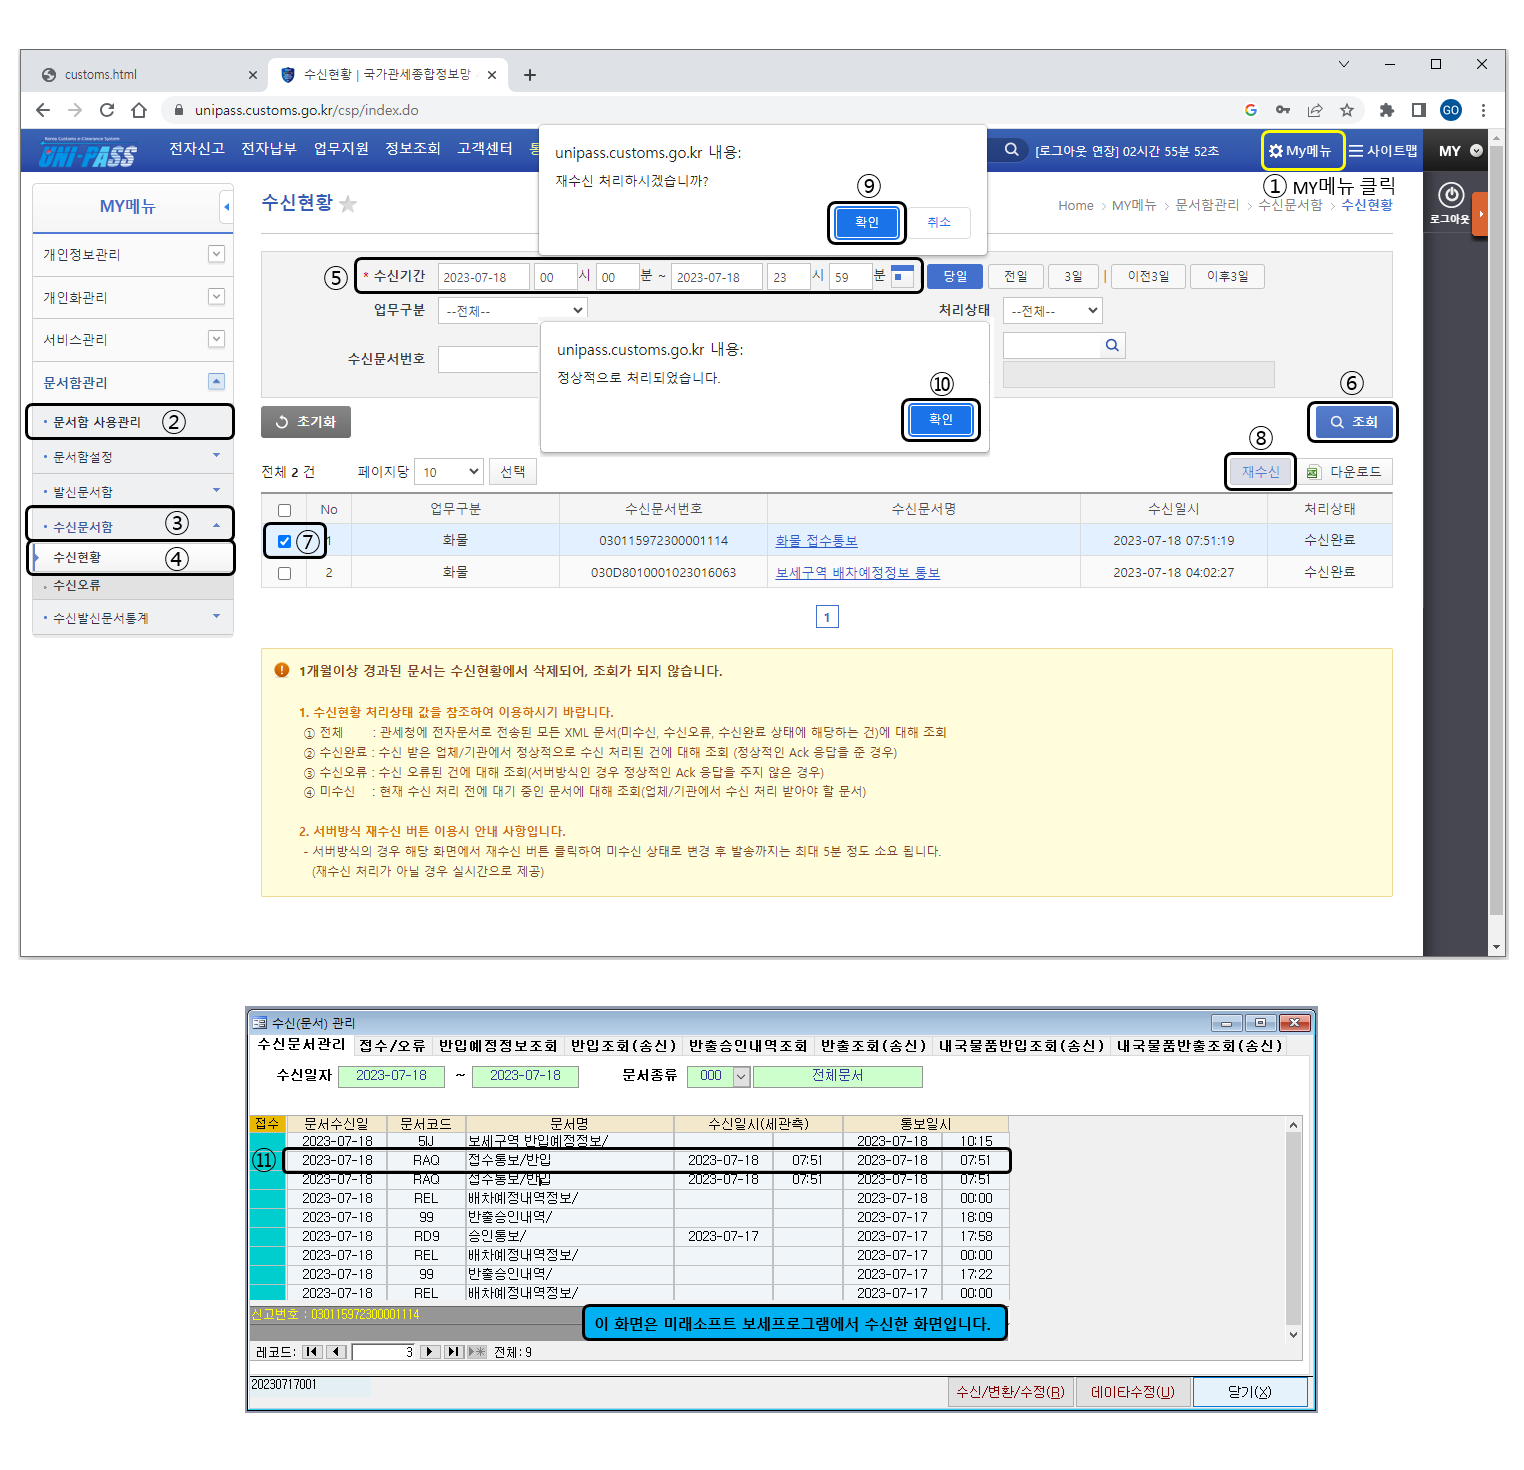 customs.html
수신현황 | 국가관세종합정보망
unipass.customs.go.kr/csp/index.do
GO
Korea Customs e-Clearance System
UNI-PASS
전자신고 전자납부 업무지원 정보조회 고객센터
[로그아웃 연장] 02시간 55분 52초
My메뉴
사이트맵
MY
로그아웃
① MY메뉴 클릭
MY메뉴
수신현황
Home > MY메뉴 > 문서함관리 > 수신문서함 > 수신현황
unipass.customs.go.kr 내용:
재수신 처리하시겠습니까?
⑨
확인 취소
개인정보관리
개인화관리
서비스관리
문서함관리
문서함 사용관리 ②
문서함설정
발신문서함
수신문서함 ③
수신현황 ④
수신오류
수신발신문서통계
⑤ * 수신기간 2023-07-18 00 시 00 분 ~ 2023-07-18 23 시 59 분 당일 전일 3일 | 이전3일 이후3일
업무구분 --전체-- 처리상태 --전체--
수신문서번호
unipass.customs.go.kr 내용:
정상적으로 처리되었습니다.
⑩
확인
⑥
초기화 조회
⑧
전체 2 건 페이지당 10 선택 재수신 다운로드
No 업무구분 수신문서번호 수신문서명 수신일시 처리상태
⑦ 1 화물 030115972300001114 화물 접수통보 2023-07-18 07:51:19 수신완료
2 화물 030D8010001023016063 보세구역 배차예정정보 통보 2023-07-18 04:02:27 수신완료
1
1개월이상 경과된 문서는 수신현황에서 삭제되어, 조회가 되지 않습니다.
1. 수신현황 처리상태 값을 참조하여 이용하시기 바랍니다.
① 전체 : 관세청에 전자문서로 전송된 모든 XML 문서(미수신, 수신오류, 수신완료 상태에 해당하는 건)에 대해 조회
② 수신완료 : 수신 받은 업체/기관에서 정상적으로 수신 처리된 건에 대해 조회 (정상적인 Ack 응답을 준 경우)
③ 수신오류 : 수신 오류된 건에 대해 조회(서버방식인 경우 정상적인 Ack 응답을 주지 않은 경우)
④ 미수신 : 현재 수신 처리 전에 대기 중인 문서에 대해 조회(업체/기관에서 수신 처리 받아야 할 문서)
2. 서버방식 재수신 버튼 이용시 안내 사항입니다.
- 서버방식의 경우 해당 화면에서 재수신 버튼 클릭하여 미수신 상태로 변경 후 발송까지는 최대 5분 정도 소요 됩니다.
(재수신 처리가 아닐 경우 실시간으로 제공)
수신(문서) 관리
수신문서관리 접수/오류 반입예정정보조회 반입조회(송신) 반출승인내역조회 반출조회(송신) 내국물품반입조회(송신) 내국물품반출조회(송신)
수신일자 2023-07-18 ~ 2023-07-18 문서종류 000 전체문서
접수 문서수신일 문서코드 문서명 수신일시(세관측) 통보일시
2023-07-18 5IJ 보세구역 반입예정정보/ 2023-07-18 10:15
⑪ 2023-07-18 RAQ 접수통보/반입 2023-07-18 07:51 2023-07-18 07:51
2023-07-18 RAQ 접수통보/반입 2023-07-18 07:51 2023-07-18 07:51
2023-07-18 REL 배차예정내역정보/ 2023-07-18 00:00
2023-07-18 99 반출승인내역/ 2023-07-17 18:09
2023-07-18 RD9 승인통보/ 2023-07-17 2023-07-17 17:58
2023-07-18 REL 배차예정내역정보/ 2023-07-17 00:00
2023-07-18 99 반출승인내역/ 2023-07-17 17:22
2023-07-18 REL 배차예정내역정보/ 2023-07-17 00:00
신고번호 : 030115972300001114
이 화면은 미래소프트 보세프로그램에서 수신한 화면입니다.
레코드: 3 전체: 9
20230717001
수신/변환/수정(R) 데이타수정(U) 닫기(X)